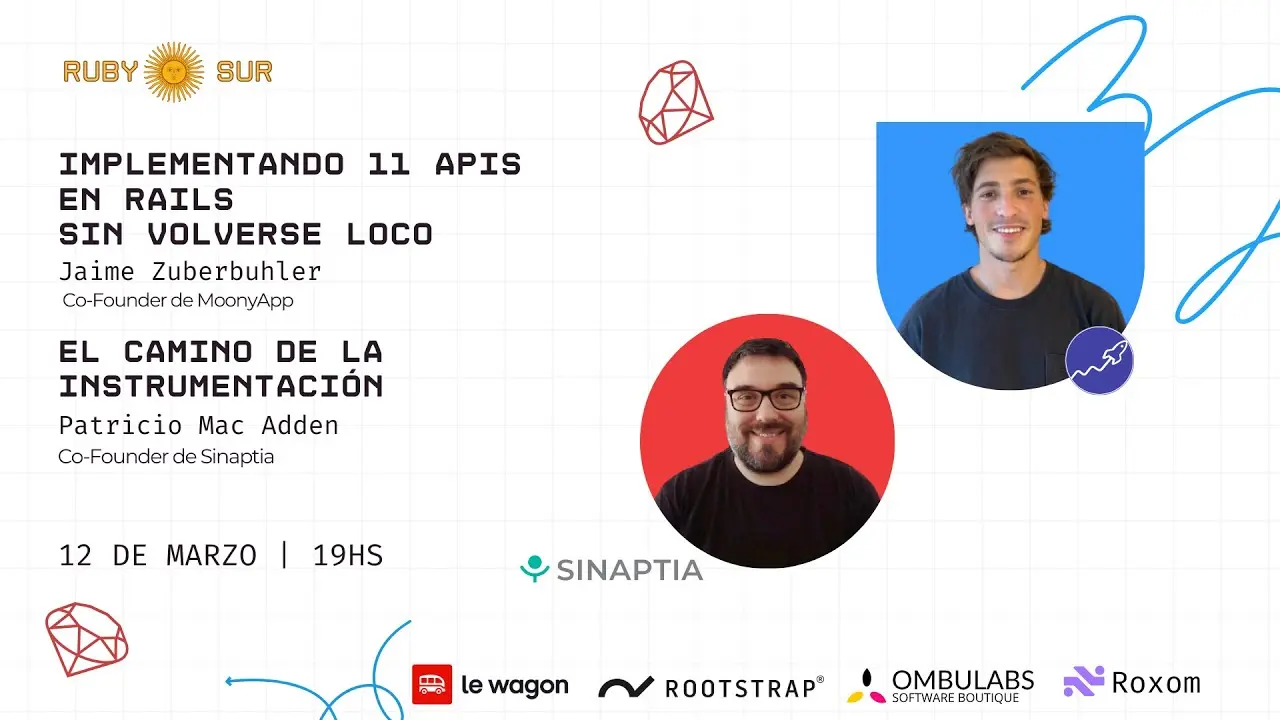 RUBY SUR
IMPLEMENTANDO 11 APIS
EN RAILS
SIN VOLVERSE LOCO
Jaime Zuberbuhler
Co-Founder de MoonyApp
EL CAMINO DE LA
INSTRUMENTACIÓN
Patricio Mac Adden
Co-Founder de Sinaptia
12 DE MARZO | 19HS
SINAPTIA
le wagon
ROOTSTRAP®
OMBULABS
SOFTWARE BOUTIQUE
Roxom